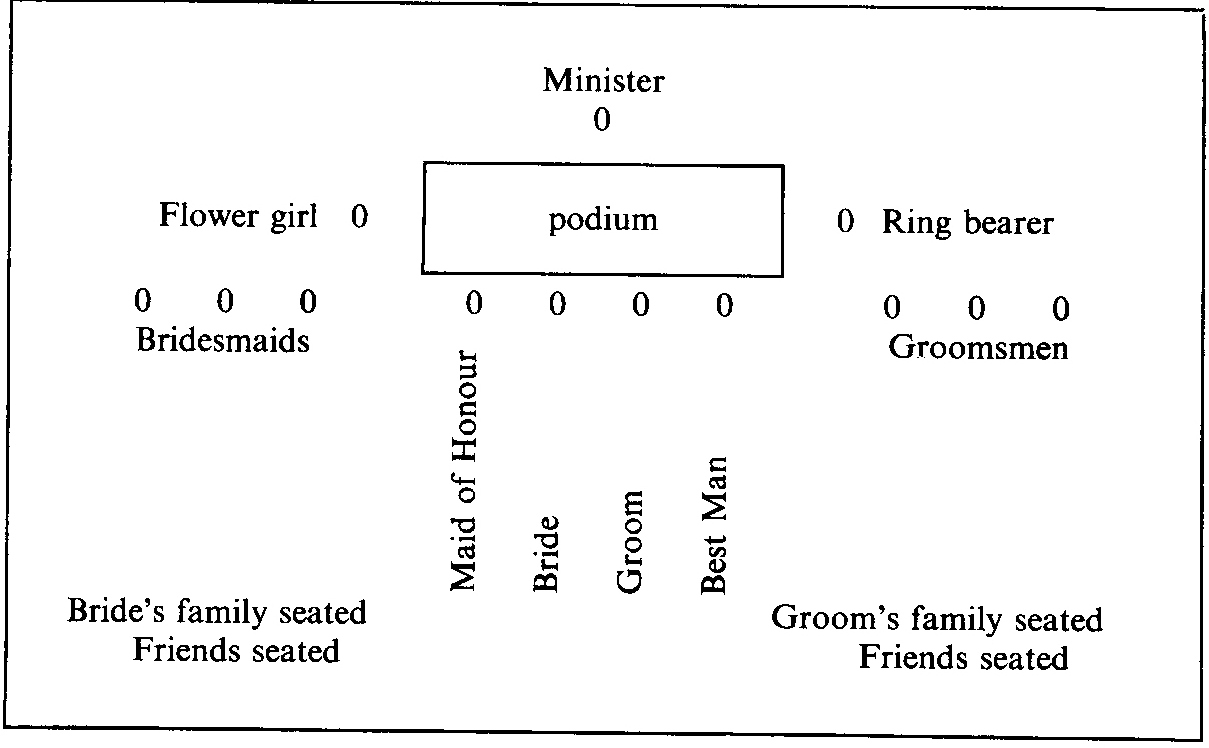 Minister
0
Flower girl 0 podium 0 Ring bearer
0 0 0 0 0 0 0 0 0 0
Bridesmaids Groomsmen
Maid of Honour
Bride
Groom
Best Man
Bride's family seated
Friends seated
Groom's family seated
Friends seated